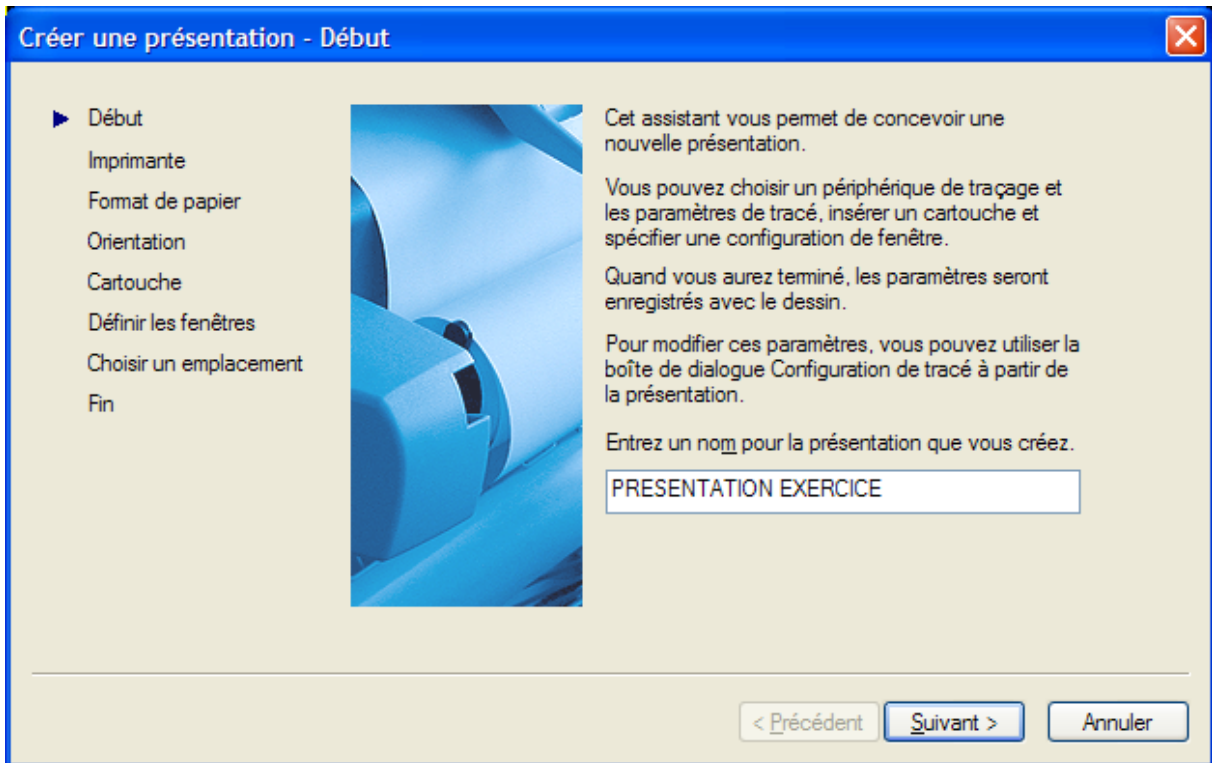 Créer une présentation - Début
Début
Imprimante
Format de papier
Orientation
Cartouche
Définir les fenêtres
Choisir un emplacement
Fin
Cet assistant vous permet de concevoir une
nouvelle présentation.
Vous pouvez choisir un périphérique de traçage et
les paramètres de tracé, insérer un cartouche et
spécifier une configuration de fenêtre.
Quand vous aurez terminé, les paramètres seront
enregistrés avec le dessin.
Pour modifier ces paramètres, vous pouvez utiliser la
boîte de dialogue Configuration de tracé à partir de
la présentation.
Entrez un nom pour la présentation que vous créez.
PRESENTATION EXERCICE
< Précédent
Suivant >
Annuler